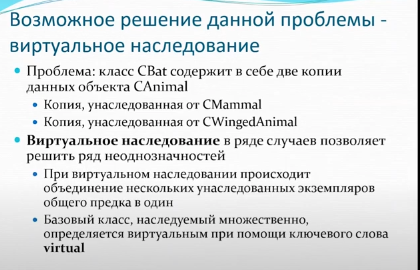 Возможное решение данной проблемы -
виртуальное наследование
Проблема: класс CBat содержит в себе две копии
данных объекта CAnimal
Копия, унаследованная от CMammal
Копия, унаследованная от CWingedAnimal
Виртуальное наследование в ряде случаев позволяет
решить ряд неоднозначностей
При виртуальном наследовании происходит
объединение нескольких унаследованных экземпляров
общего предка в один
Базовый класс, наследуемый множественно,
определяется виртуальным при помощи ключевого слова
virtual